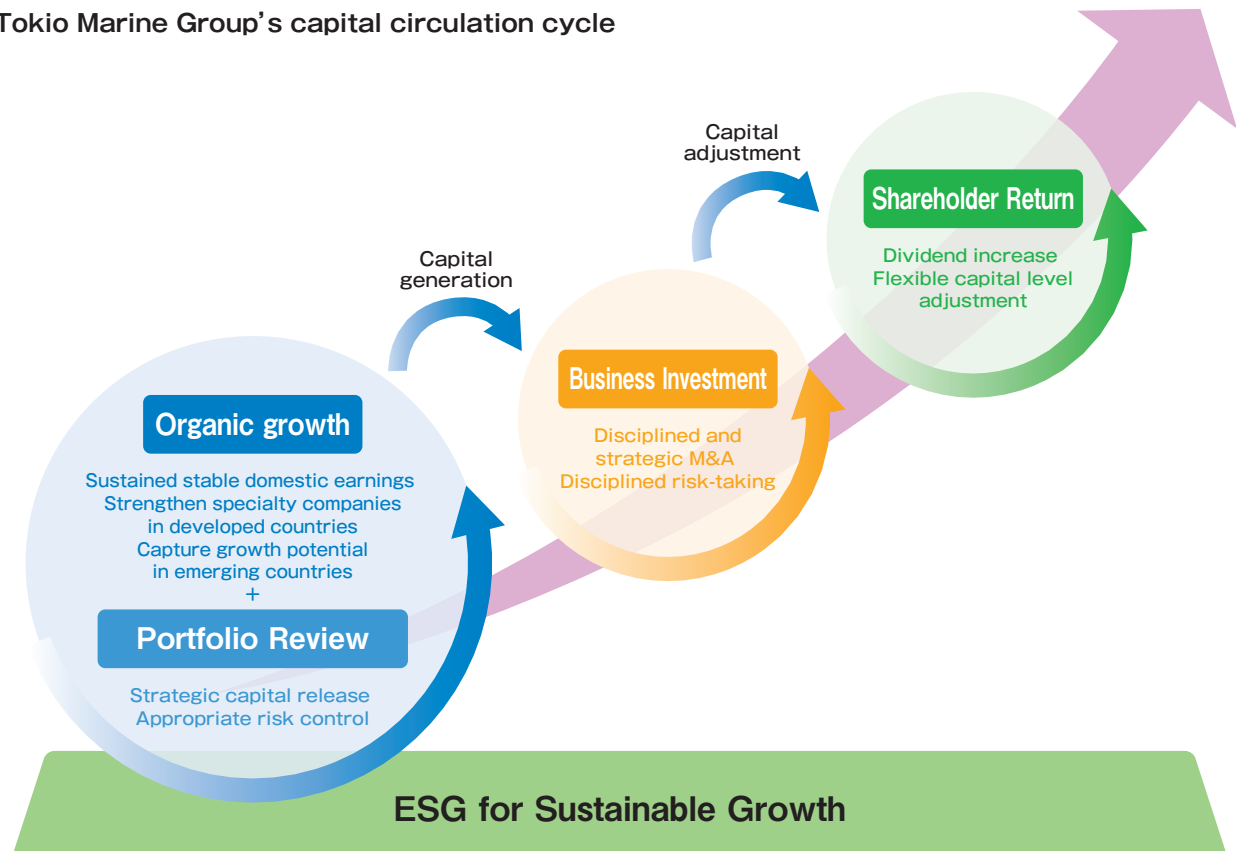 Tokio Marine Group's capital circulation cycle
Capital
adjustment
Shareholder Return
Dividend increase
Flexible capital level
adjustment
Capital
generation
Business Investment
Disciplined and
strategic M&A
Disciplined risk-taking
Organic growth
Sustained stable domestic earnings
Strengthen specialty companies
in developed countries
Capture growth potential
in emerging countries
+
Portfolio Review
Strategic capital release
Appropriate risk control
ESG for Sustainable Growth